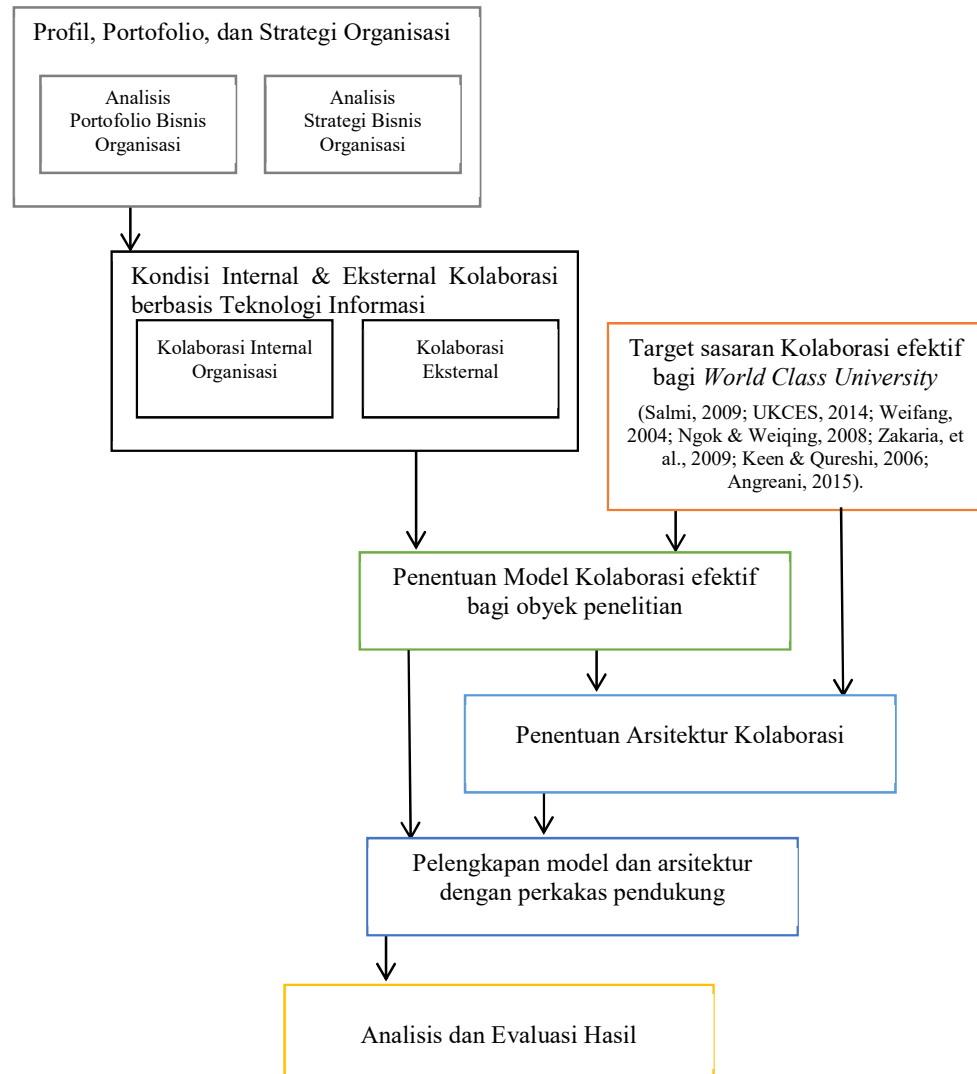 Profil, Portofolio, dan Strategi Organisasi
Analisis
Portofolio Bisnis
Organisasi
Analisis
Strategi Bisnis
Organisasi
Kondisi Internal & Eksternal Kolaborasi
berbasis Teknologi Informasi
Kolaborasi Internal
Organisasi
Kolaborasi
Eksternal
Target sasaran Kolaborasi efektif
bagi World Class University
(Salmi, 2009; UKCES, 2014; Weifang,
2004; Ngok & Weiqing, 2008; Zakaria, et
al., 2009; Keen & Qureshi, 2006;
Angreani, 2015).
Penentuan Model Kolaborasi efektif
bagi obyek penelitian
Penentuan Arsitektur Kolaborasi
Pelengkapan model dan arsitektur
dengan perkakas pendukung
Analisis dan Evaluasi Hasil